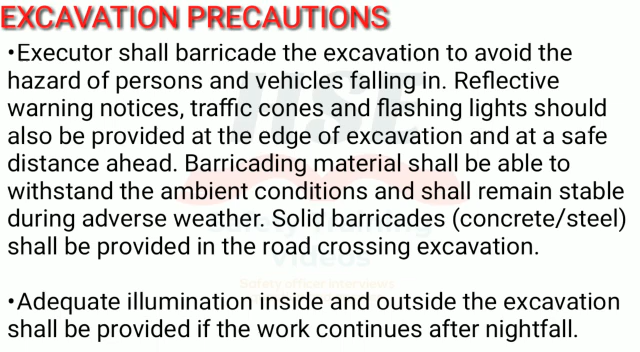 EXCAVATION PRECAUTIONS
•Executor shall barricade the excavation to avoid the
hazard of persons and vehicles falling in. Reflective
warning notices, traffic cones and flashing lights should
also be provided at the edge of excavation and at a safe
distance ahead. Barricading material shall be able to
withstand the ambient conditions and shall remain stable
during adverse weather. Solid barricades (concrete/steel)
shall be provided in the road crossing excavation.
Videos
Safety officer interviews
•Adequate illumination inside and outside the excavation
shall be provided if the work continues after nightfall.